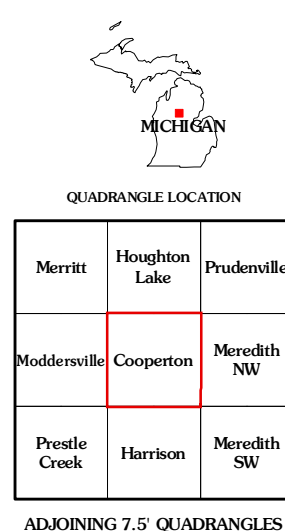 MICHIGAN
QUADRANGLE LOCATION
Merritt
Houghton
Lake
Prudenville
Moddersville
Cooperton
Meredith
NW
Prestle
Creek
Harrison
Meredith
SW
ADJOINING 7.5' QUADRANGLES